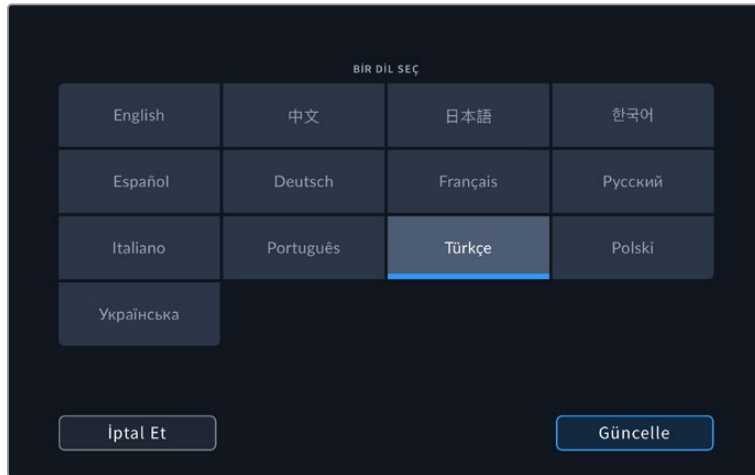 BİR DİL SEÇ
English 中文 日本語 한국어
Español Deutsch Français Русский
Italiano Português Türkçe Polski
Українська
İptal Et Güncelle